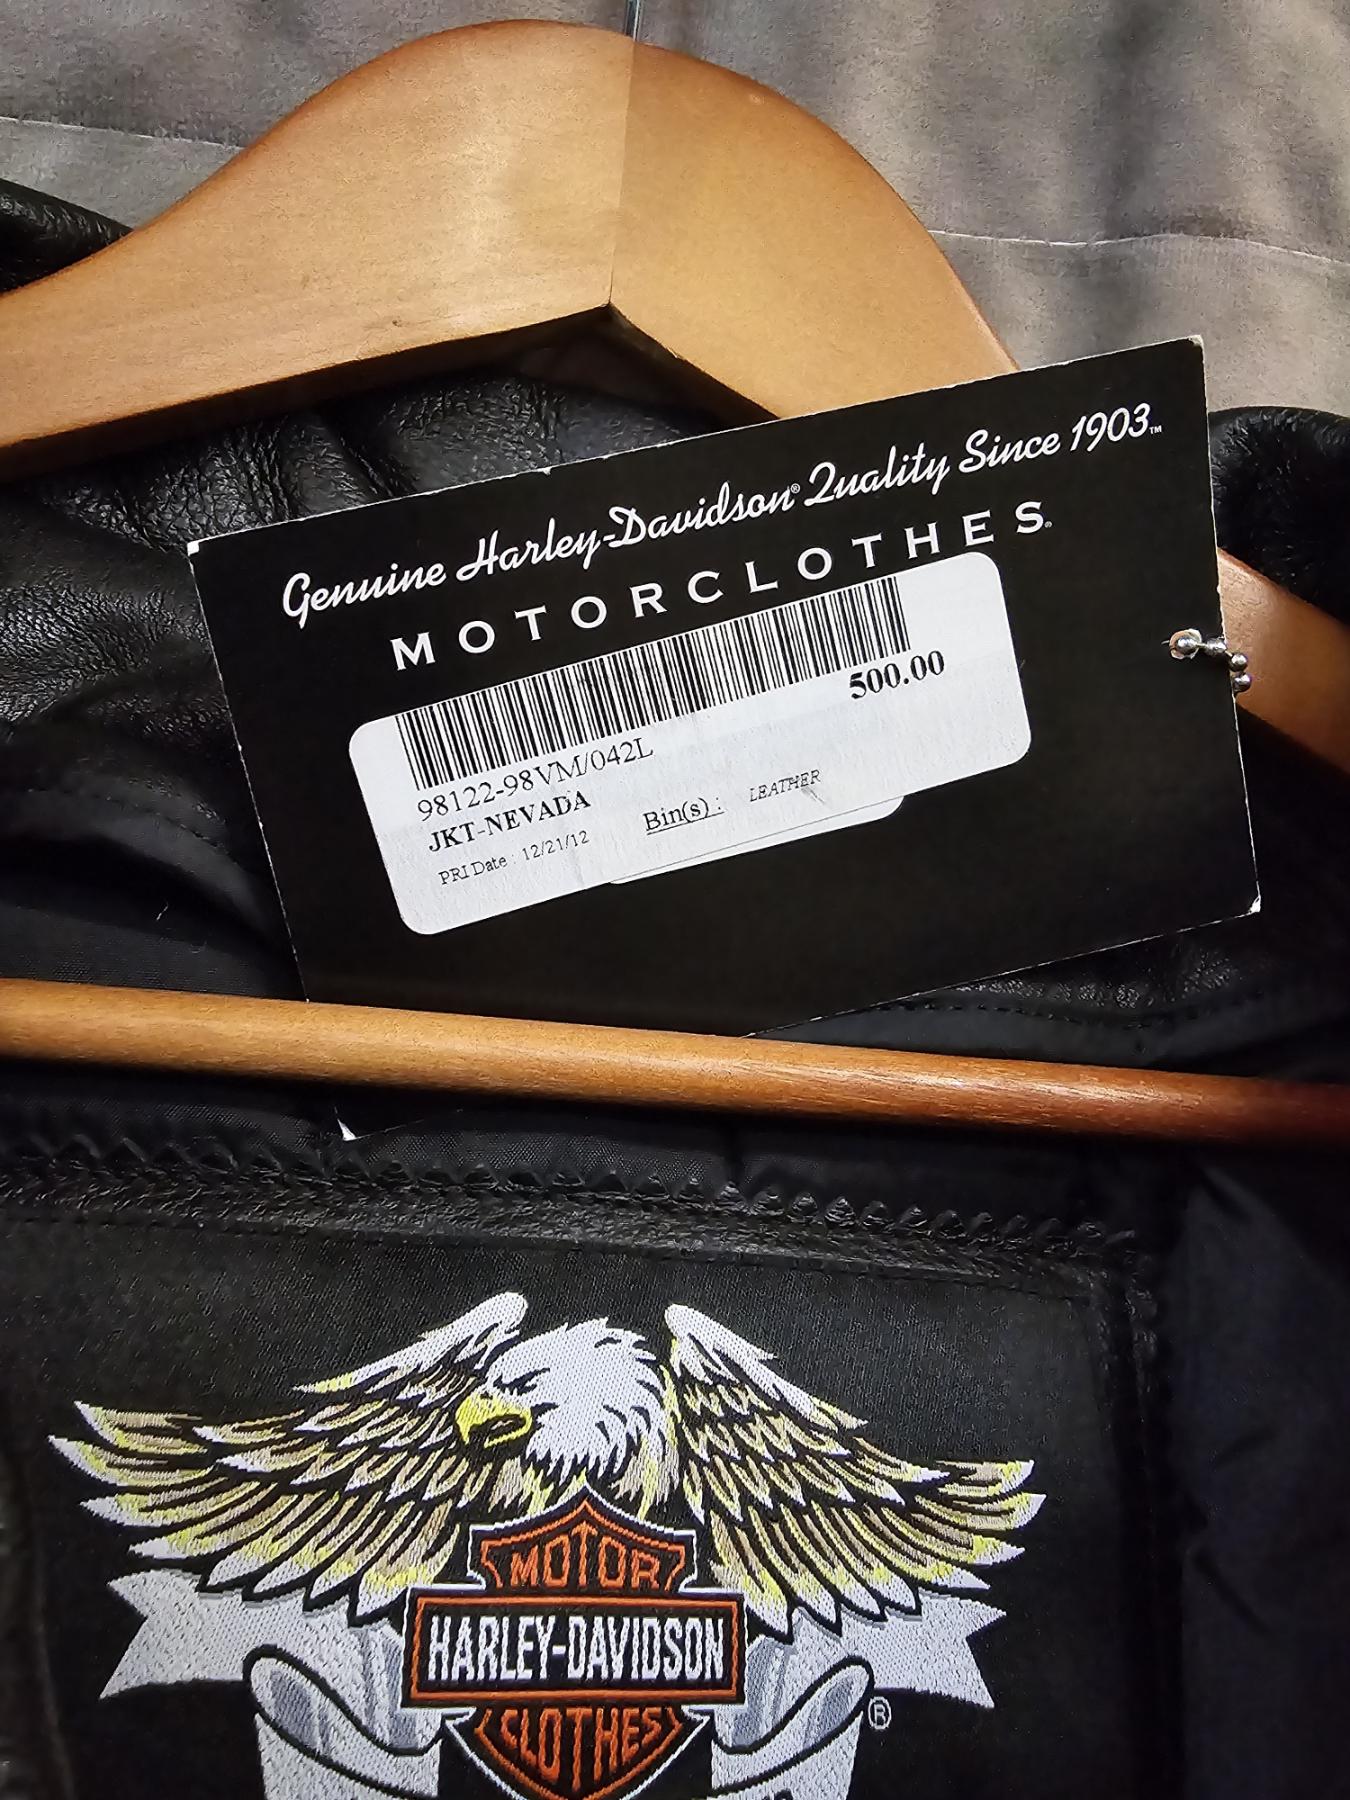 Genuine Harley-Davidson® Quality Since 1903™
MOTORCLOTHES®
500.00
98122-98VM/042L
JKT-NEVADA
PRI Date : 12/21/12 Bin(s) : LEATHER
MOTOR
HARLEY-DAVIDSON
CLOTHES
®